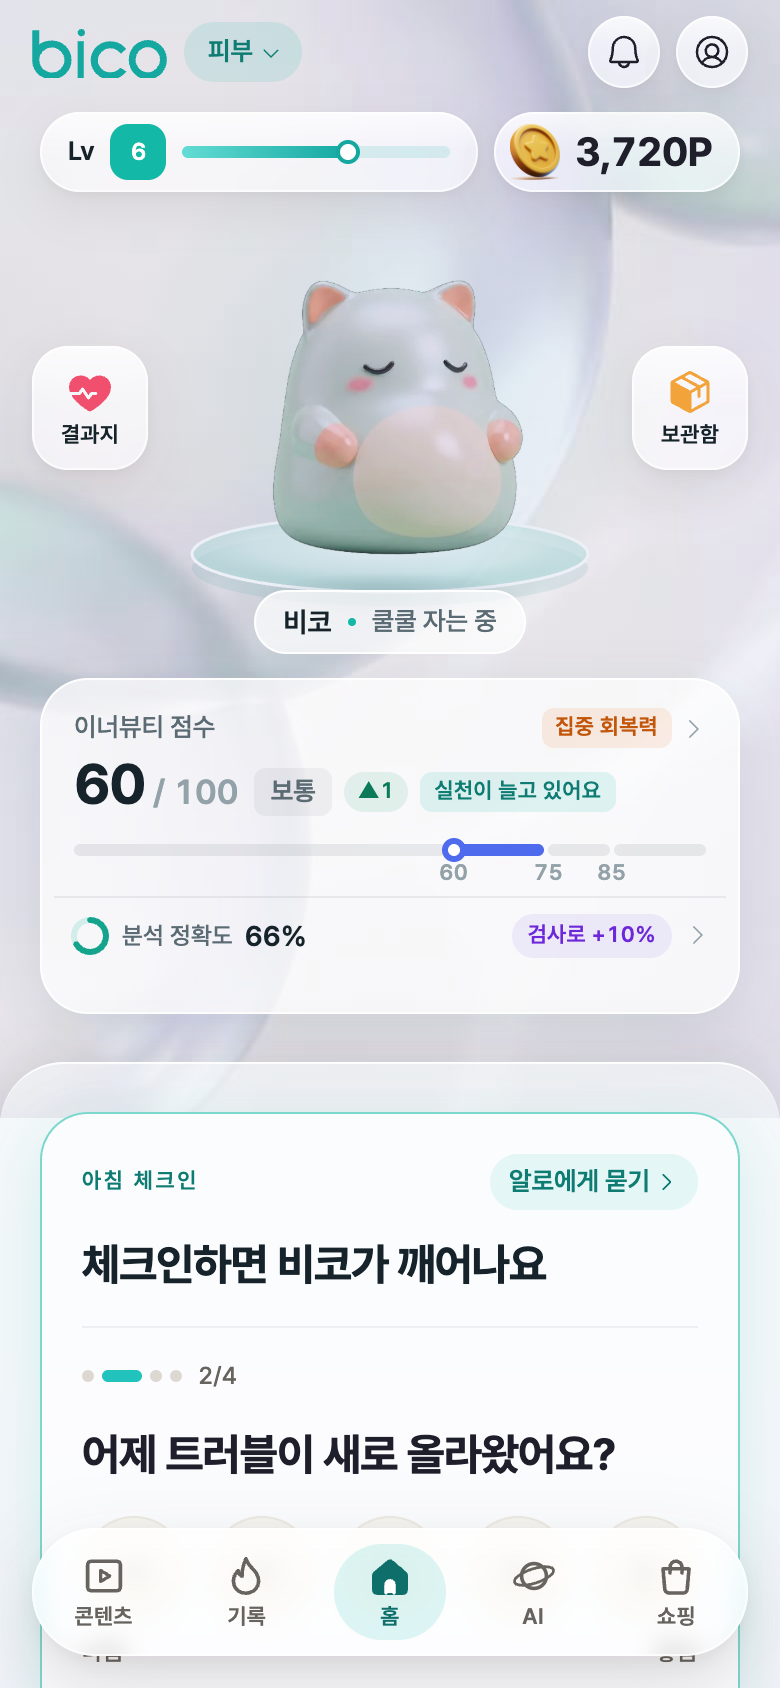 bico 피부
Lv 6 3,720P
결과지
보관함
비코 • 쿨쿨 자는 중
이너뷰티 점수 집중 회복력
60 / 100 보통 ▲1 실천이 늘고 있어요
60 75 85
분석 정확도 66% 검사로 +10%
아침 체크인 알로에게 묻기
체크인하면 비코가 깨어나요
2/4
어제 트러블이 새로 올라왔어요?
콘텐츠 기록 홈 AI 쇼핑